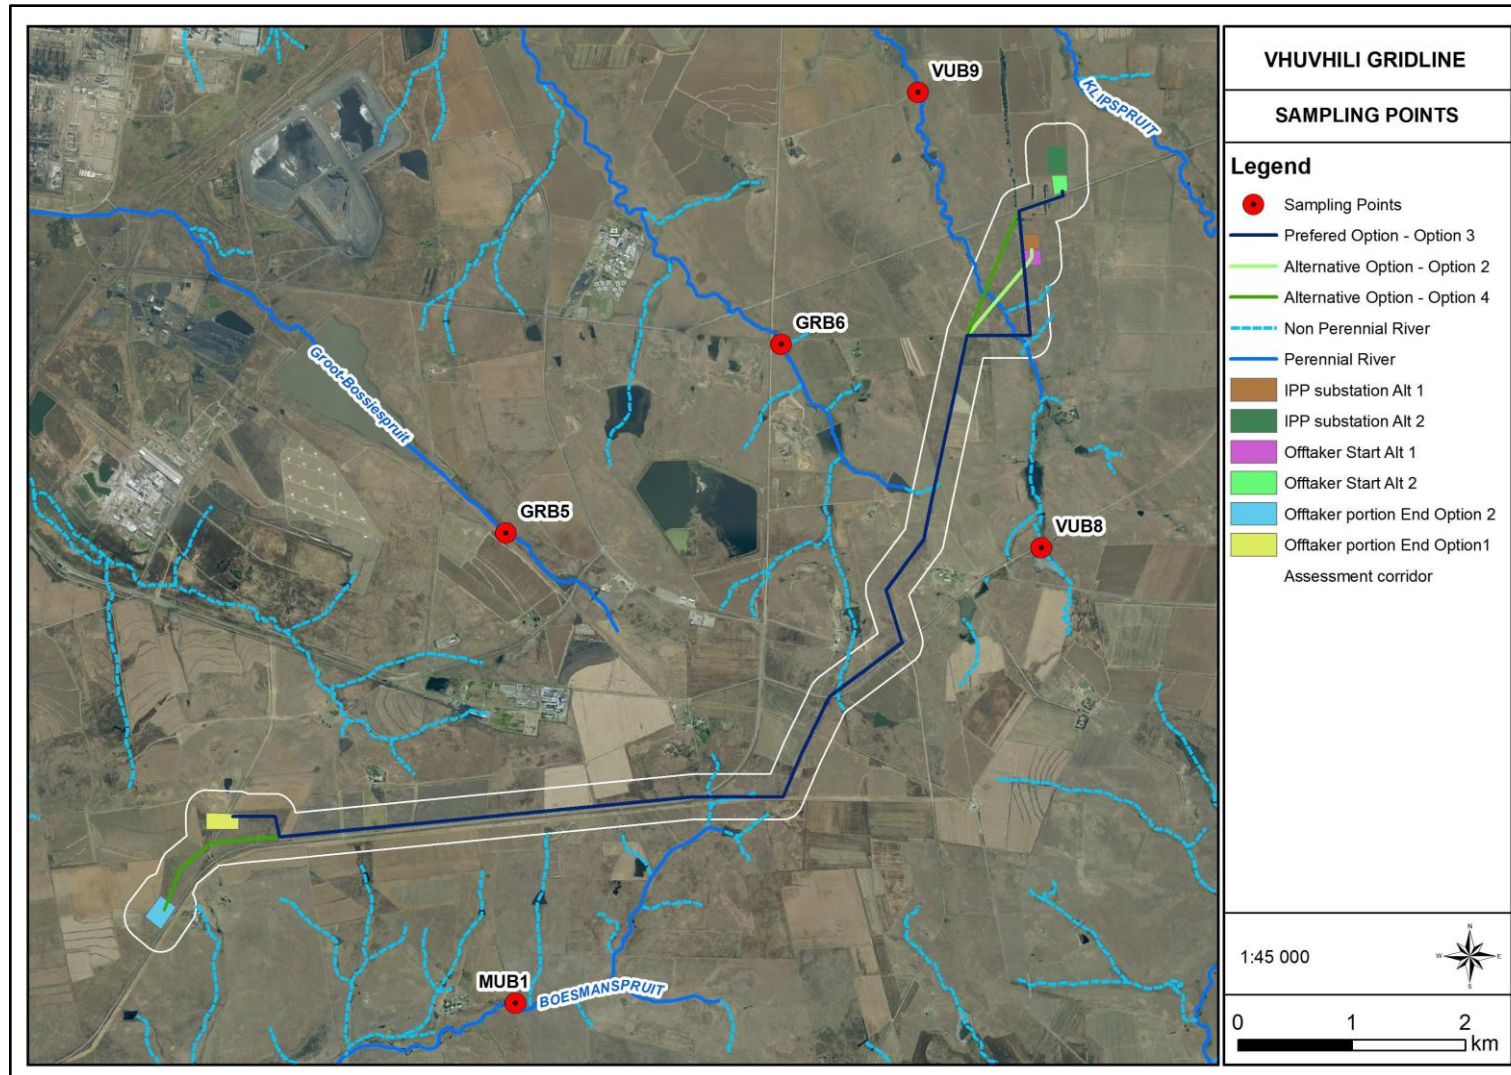 VHUVHILI GRIDLINE
SAMPLING POINTS
Legend
Sampling Points
Prefered Option - Option 3
Alternative Option - Option 2
Alternative Option - Option 4
Non Perennial River
Perennial River
IPP substation Alt 1
IPP substation Alt 2
Offtaker Start Alt 1
Offtaker Start Alt 2
Offtaker portion End Option 2
Offtaker portion End Option1
Assessment corridor
1:45 000
N
W
E
S
0 1 2
km
VUB9
KLIPSPRUIT
GRB6
Groot-Bossiespruit
GRB5
VUB8
MUB1
BOESMANSPRUIT